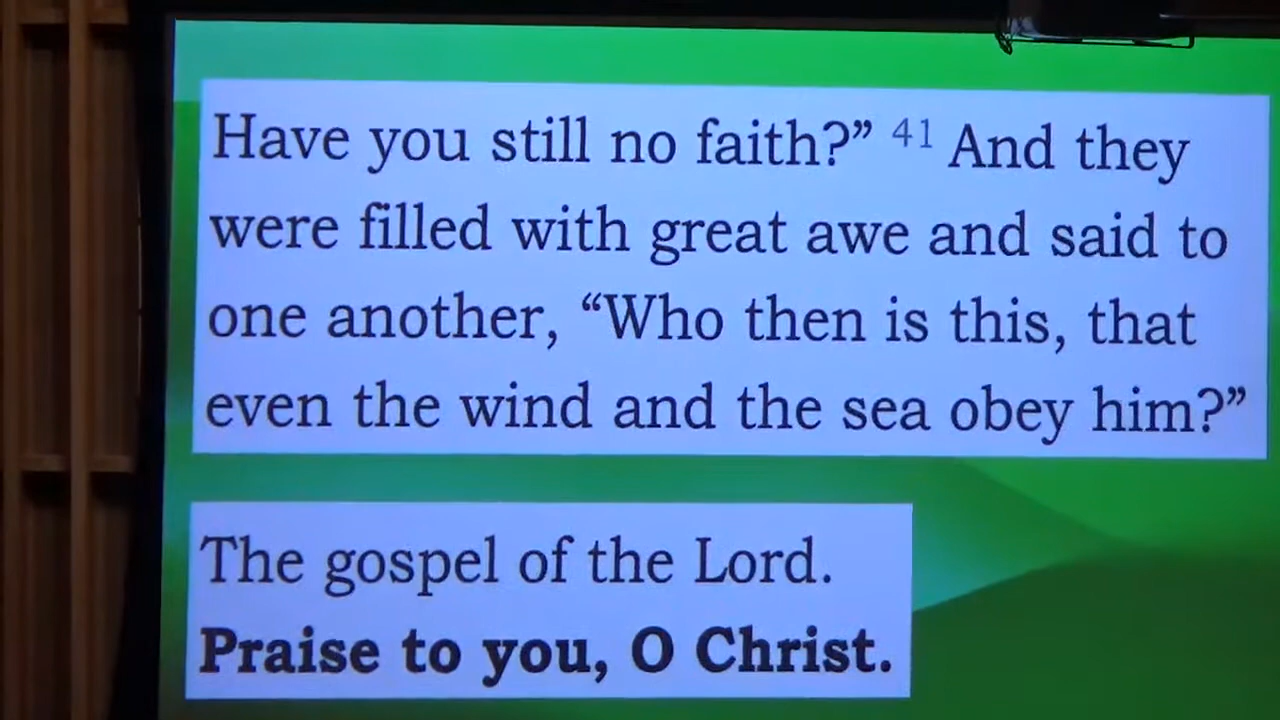 Have you still no faith?” 41 And they
were filled with great awe and said to
one another, “Who then is this, that
even the wind and the sea obey him?”
The gospel of the Lord.
Praise to you, O Christ.